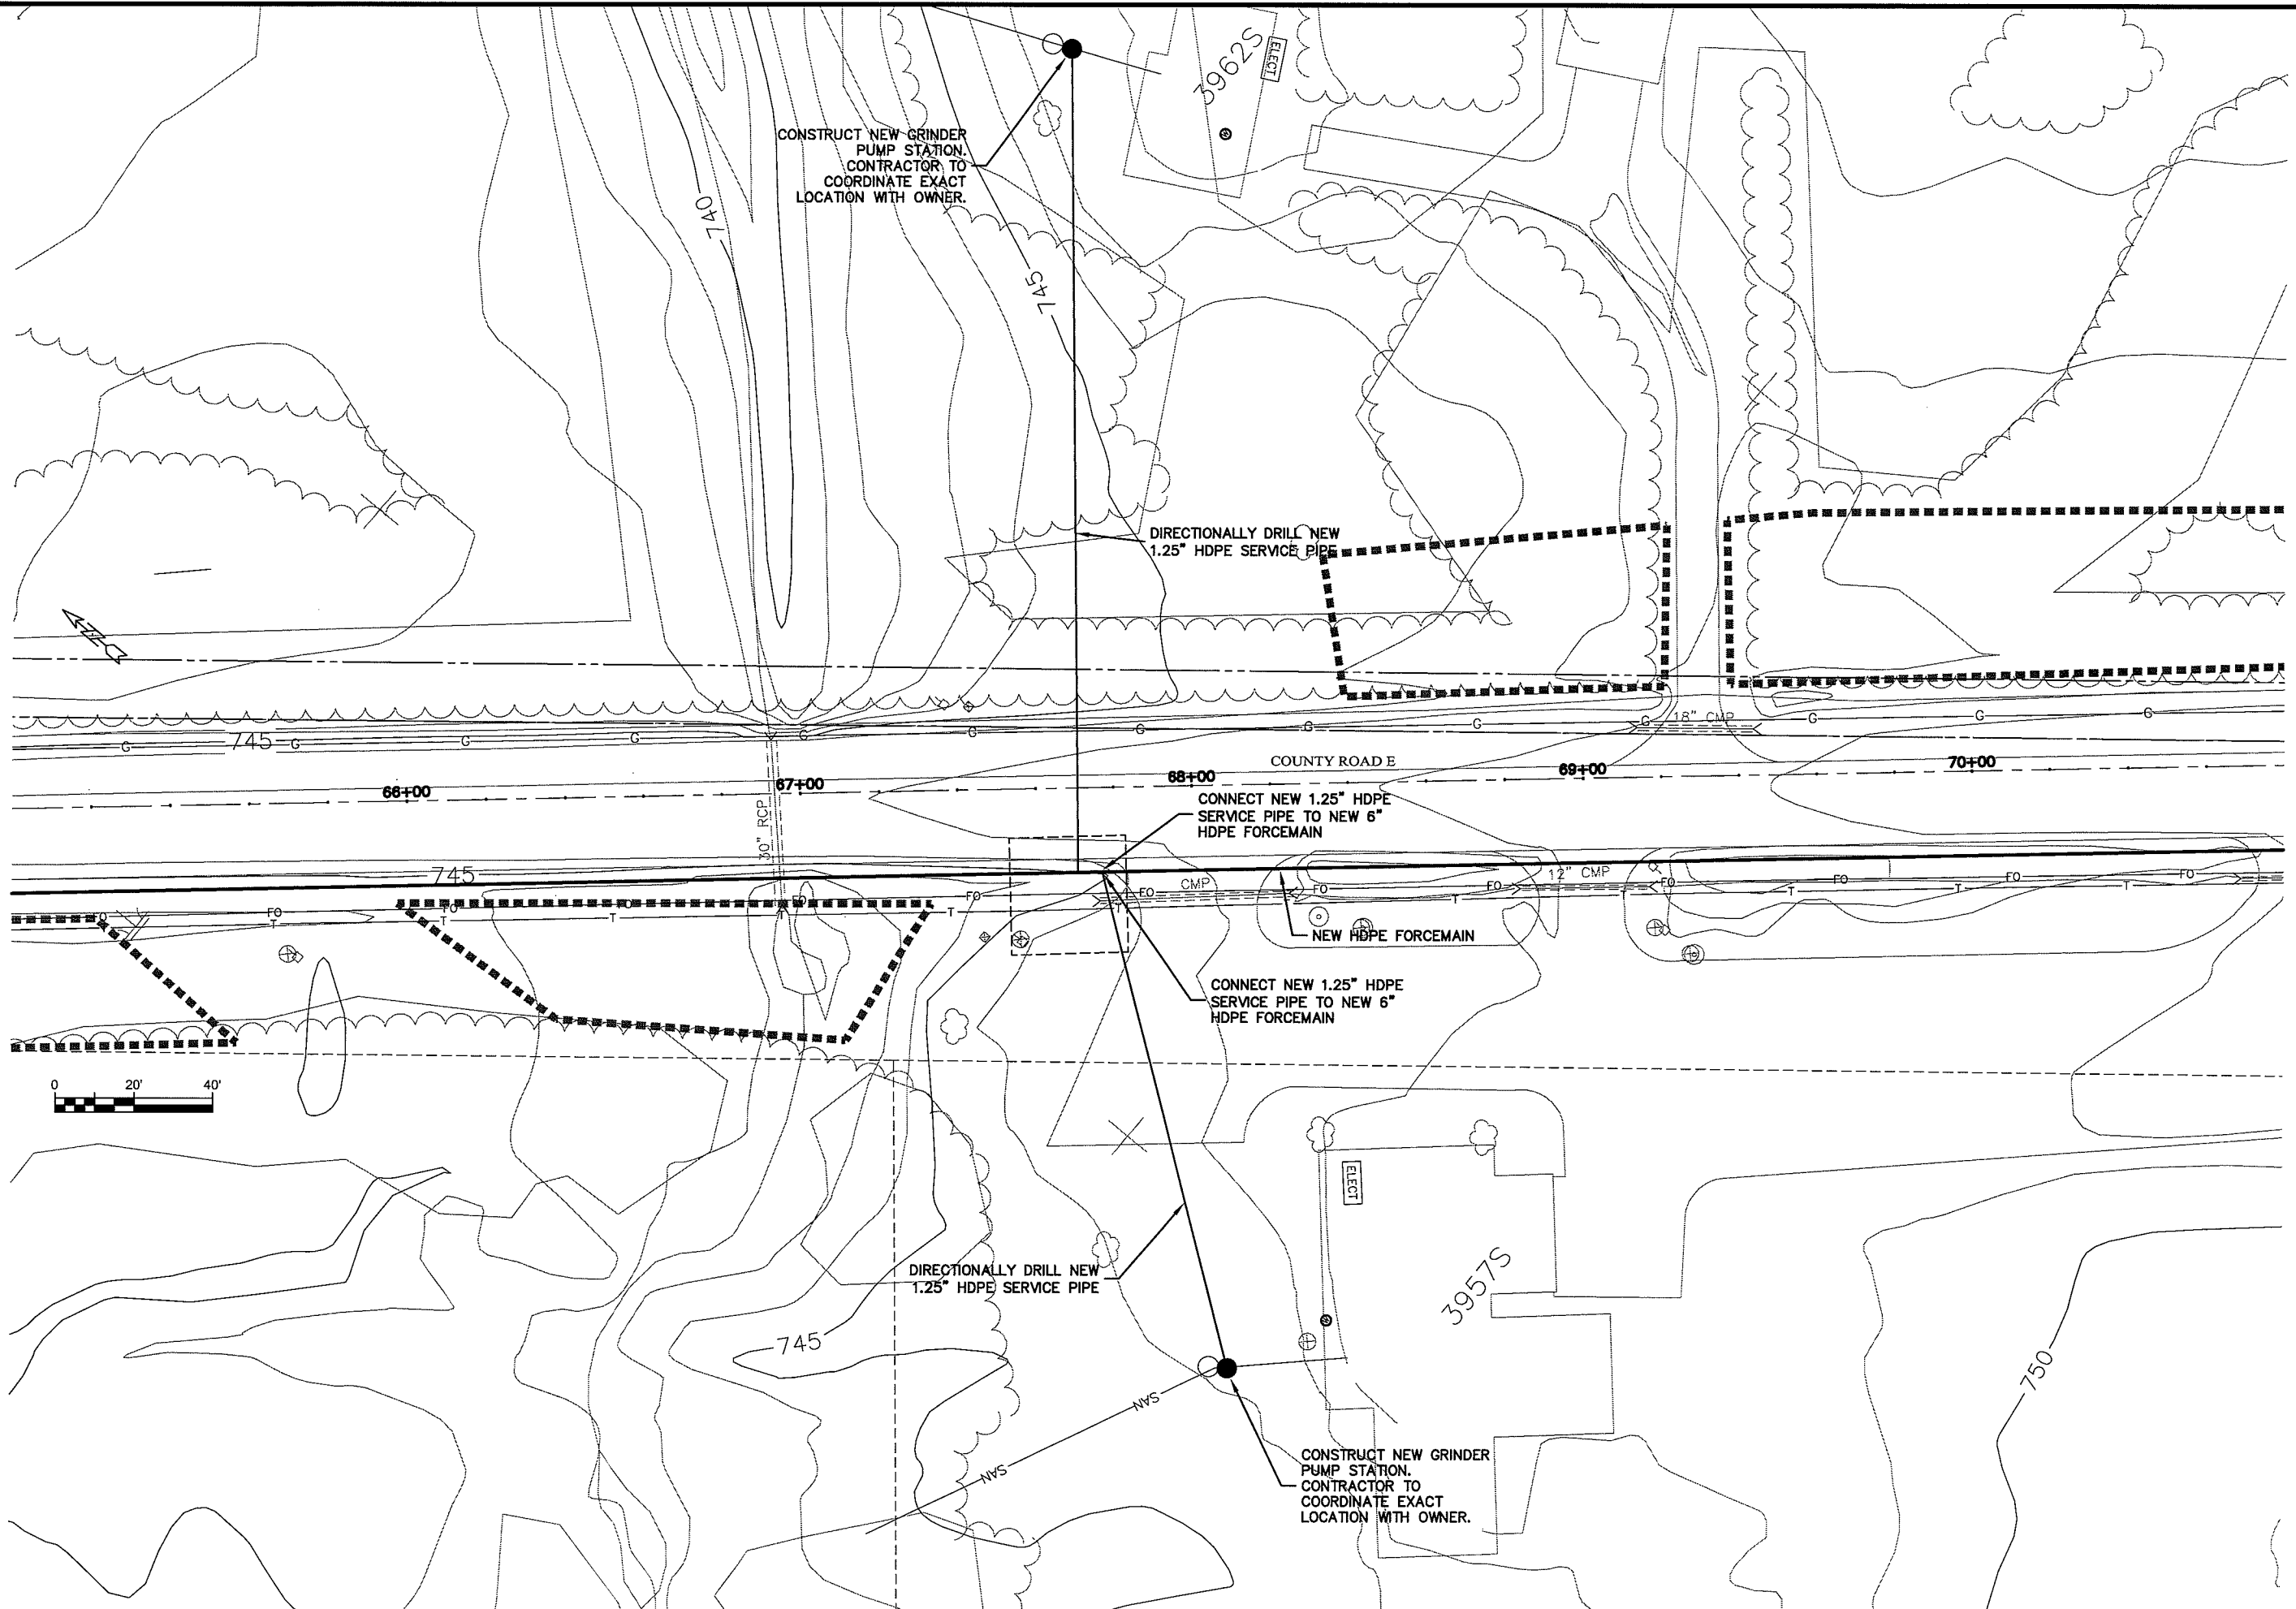 3962S
ELECT
CONSTRUCT NEW GRINDER
PUMP STATION.
CONTRACTOR TO
COORDINATE EXACT
LOCATION WITH OWNER.
740
745
DIRECTIONALLY DRILL NEW
1.25" HDPE SERVICE PIPE
18" CMP
G
G
G
G
G
G
G
G
G
G
G
G
745
COUNTY ROAD E
66+00
67+00
68+00
69+00
70+00
30" RCP
CONNECT NEW 1.25" HDPE
SERVICE PIPE TO NEW 6"
HDPE FORCEMAIN
745
CMP
12" CMP
FO
FO
FO
FO
FO
FO
FO
FO
FO
FO
FO
FO
FO
T
T
T
T
T
T
T
T
T
T
T
T
NEW HDPE FORCEMAIN
CONNECT NEW 1.25" HDPE
SERVICE PIPE TO NEW 6"
HDPE FORCEMAIN
0 20' 40'
ELECT
DIRECTIONALLY DRILL NEW
1.25" HDPE SERVICE PIPE
3957S
745
750
SAN
SAN
CONSTRUCT NEW GRINDER
PUMP STATION.
CONTRACTOR TO
COORDINATE EXACT
LOCATION WITH OWNER.